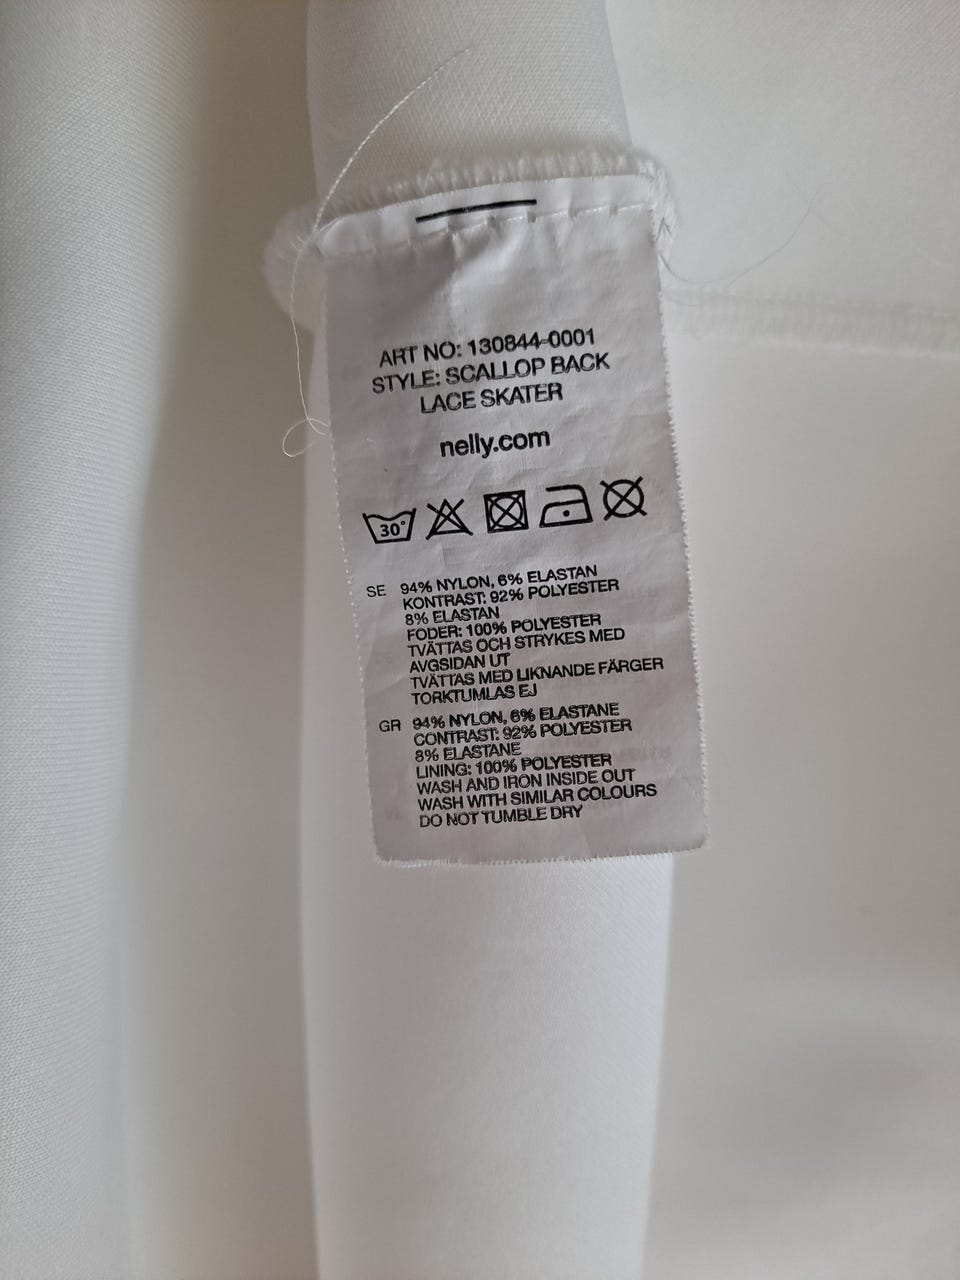 ART NO: 130844-0001
STYLE: SCALLOP BACK
LACE SKATER
nelly.com
30°
SE 94% NYLON, 6% ELASTAN
KONTRAST: 92% POLYESTER
8% ELASTAN
FODER: 100% POLYESTER
TVÄTTAS OCH STRYKES MED
AVGSIDAN UT
TVÄTTAS MED LIKNANDE FÄRGER
TORKTUMLAS EJ
GR 94% NYLON, 6% ELASTANE
CONTRAST: 92% POLYESTER
8% ELASTANE
LINING: 100% POLYESTER
WASH AND IRON INSIDE OUT
WASH WITH SIMILAR COLOURS
DO NOT TUMBLE DRY